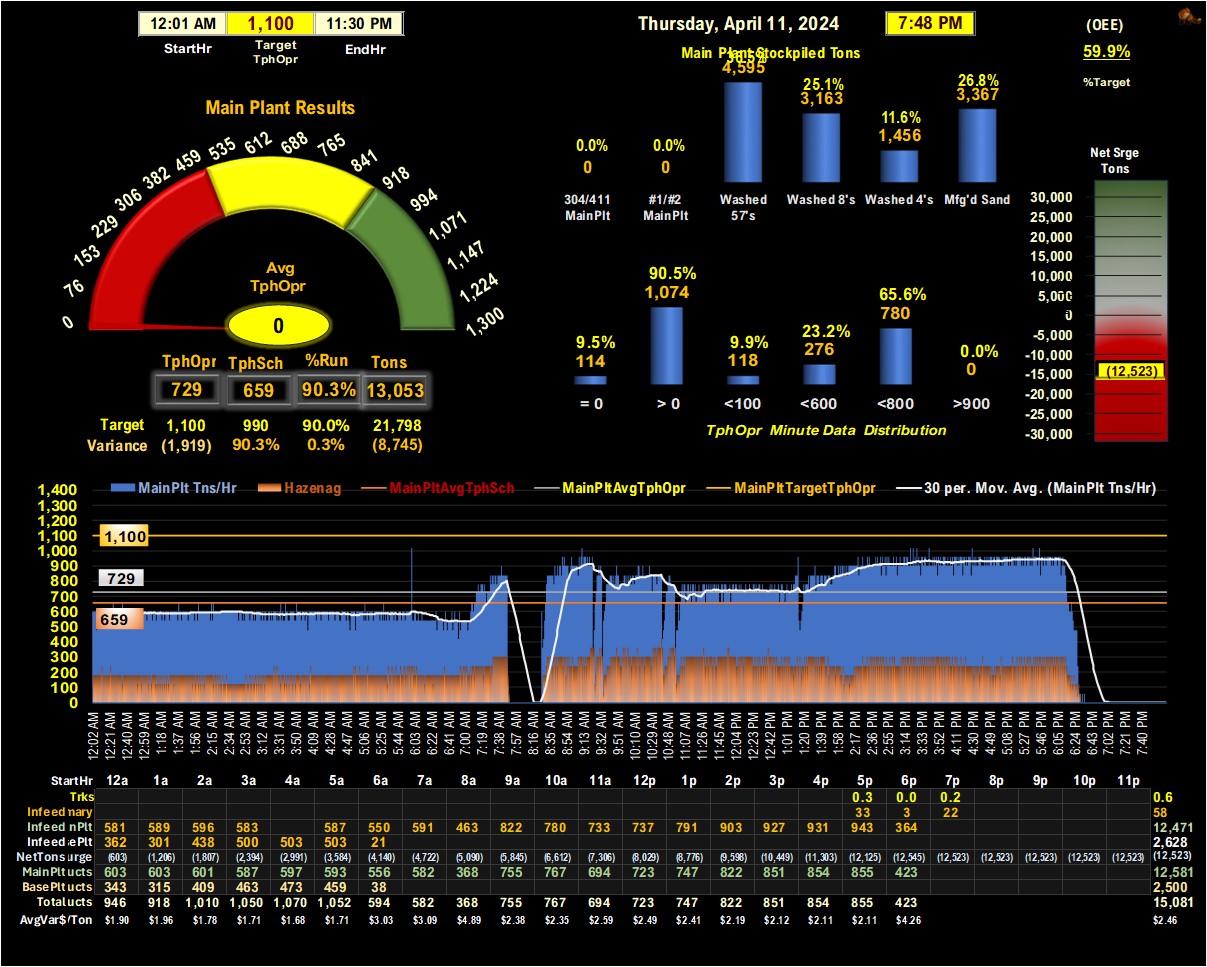 12:01 AM 1,100 11:30 PM
StartHr Target TphOpr EndHr
Thursday, April 11, 2024 7:48 PM
(OEE)
59.9%
%Target
Main Plant Results
0 76 153 229 306 382 459 535 612 688 765 841 918 994 1,071 1,147 1,224 1,300
Avg
TphOpr
0
TphOpr TphSch %Run Tons
729 659 90.3% 13,053
Target 1,100 990 90.0% 21,798
Variance (1,919) 90.3% 0.3% (8,745)
Main Plant Stockpiled Tons
0.0% 0.0% 25.1% 11.6% 26.8%
0 0 4,595 3,163 1,456 3,367
304/411 MainPlt #1/#2 MainPlt Washed 57's Washed 8's Washed 4's Mfg'd Sand
9.5% 90.5% 9.9% 23.2% 65.6% 0.0%
114 1,074 118 276 780 0
= 0 > 0 <100 <600 <800 >900
TphOpr Minute Data Distribution
Net Srge
Tons
30,000
25,000
20,000
15,000
10,000
5,000
0
-5,000
-10,000
-15,000
(12,523)
-20,000
-25,000
-30,000
MainPlt Tns/Hr Hazenag MainPltAvgTphSch MainPltAvgTphOpr MainPltTargetTphOpr 30 per. Mov. Avg. (MainPlt Tns/Hr)
1,400
1,300
1,200
1,100
1,000
900
800
700
600
500
400
300
200
100
0
1,100
729
659
12:02 AM 12:21 AM 12:40 AM 12:59 AM 1:18 AM 1:37 AM 1:56 AM 2:15 AM 2:34 AM 2:53 AM 3:12 AM 3:31 AM 3:50 AM 4:09 AM 4:28 AM 4:47 AM 5:06 AM 5:25 AM 5:44 AM 6:03 AM 6:22 AM 6:41 AM 7:00 AM 7:19 AM 7:38 AM 7:57 AM 8:16 AM 8:35 AM 8:54 AM 9:13 AM 9:32 AM 9:51 AM 10:10 AM 10:29 AM 10:48 AM 11:07 AM 11:26 AM 11:45 AM 12:04 PM 12:23 PM 12:42 PM 1:01 PM 1:20 PM 1:39 PM 1:58 PM 2:17 PM 2:36 PM 2:55 PM 3:14 PM 3:33 PM 3:52 PM 4:11 PM 4:30 PM 4:49 PM 5:08 PM 5:27 PM 5:46 PM 6:05 PM 6:24 PM 6:43 PM 7:02 PM 7:21 PM 7:40 PM
StartHr 12a 1a 2a 3a 4a 5a 6a 7a 8a 9a 10a 11a 12p 1p 2p 3p 4p 5p 6p 7p 8p 9p 10p 11p
Trks 0.3 0.0 0.2 0.6
Infeed mary 33 3 22 58
Infeed nPlt 581 589 596 583 587 550 591 463 822 780 733 737 791 903 927 931 943 364 12,471
Infeed ePlt 362 301 438 500 503 503 21 2,628
NetTons urge (603) (1,206) (1,807) (2,394) (2,991) (3,584) (4,140) (4,722) (5,090) (5,845) (6,612) (7,306) (8,029) (8,776) (9,598) (10,449) (11,303) (12,125) (12,545) (12,523) (12,523) (12,523) (12,523) (12,523) (12,523)
MainPlt ucts 603 603 601 587 597 593 556 582 368 755 767 694 723 747 822 851 854 855 423 12,581
BasePlt ucts 343 315 409 463 473 459 38 2,500
Total ucts 946 918 1,010 1,050 1,070 1,052 594 582 368 755 767 694 723 747 822 851 854 855 423 15,081
AvgVar$/Ton $1.90 $1.96 $1.78 $1.71 $1.68 $1.71 $3.03 $3.09 $4.89 $2.38 $2.35 $2.59 $2.49 $2.41 $2.19 $2.12 $2.11 $2.11 $4.26 $2.46